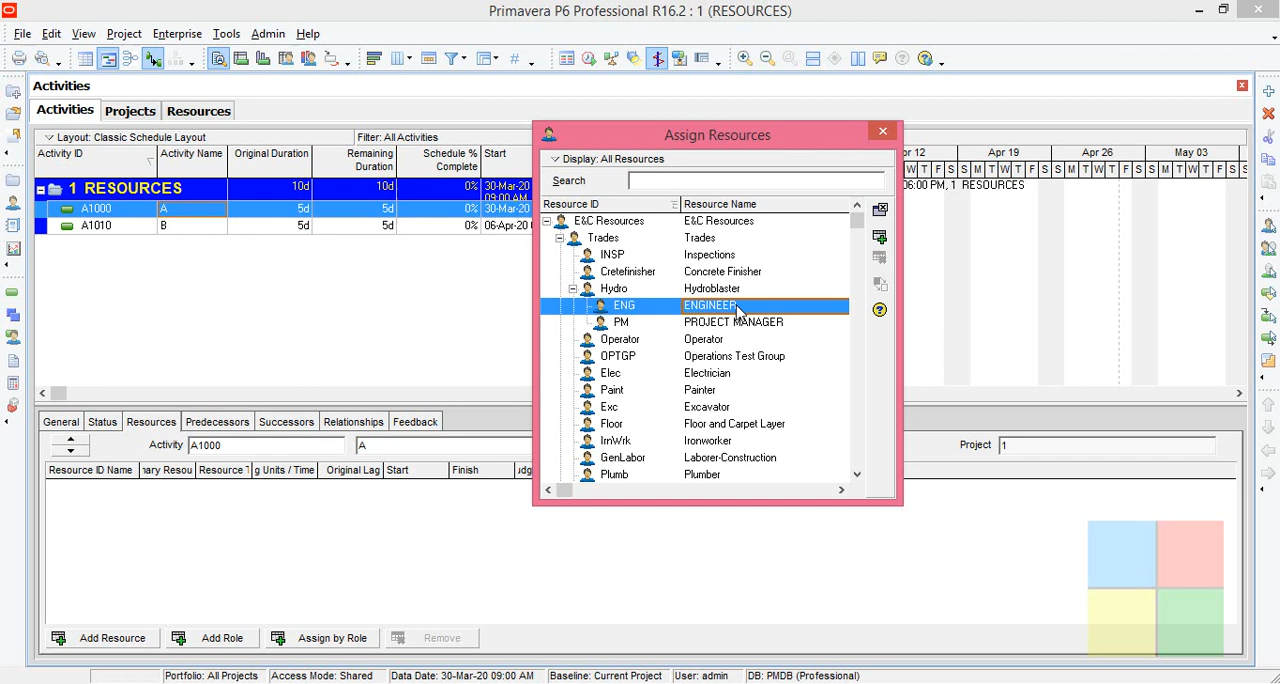 Primavera P6 Professional R16.2 : 1 (RESOURCES)
File Edit View Project Enterprise Tools Admin Help
Activities
Activities Projects Resources
Layout: Classic Schedule Layout Filter: All Activities
Activity ID Activity Name Original Duration Remaining Duration Schedule % Complete Start
Apr 19 Apr 26 May 03
1 RESOURCES 10d 10d 0% 30-Mar-20 09:00 AM
06:00 PM, 1 RESOURCES
A1000 A 5d 5d 0% 30-Mar-20
A1010 B 5d 5d 0% 06-Apr-20
Assign Resources
Display: All Resources
Search
Resource ID Resource Name
E&C Resources E&C Resources
Trades Trades
INSP Inspections
Cretefinisher Concrete Finisher
Hydro Hydroblaster
ENG ENGINEER
PM PROJECT MANAGER
Operator Operator
OPTGP Operations Test Group
Elec Electrician
Paint Painter
Exc Excavator
Floor Floor and Carpet Layer
IrnWrk Ironworker
GenLabor Laborer-Construction
Plumb Plumber
General Status Resources Predecessors Successors Relationships Feedback
Activity A1000 A Project 1
Resource ID Name nary Resou Resource T g Units / Time Original Lag Start Finish
Add Resource Add Role Assign by Role Remove
Portfolio: All Projects Access Mode: Shared Data Date: 30-Mar-20 09:00 AM Baseline: Current Project User: admin DB: PMDB (Professional)